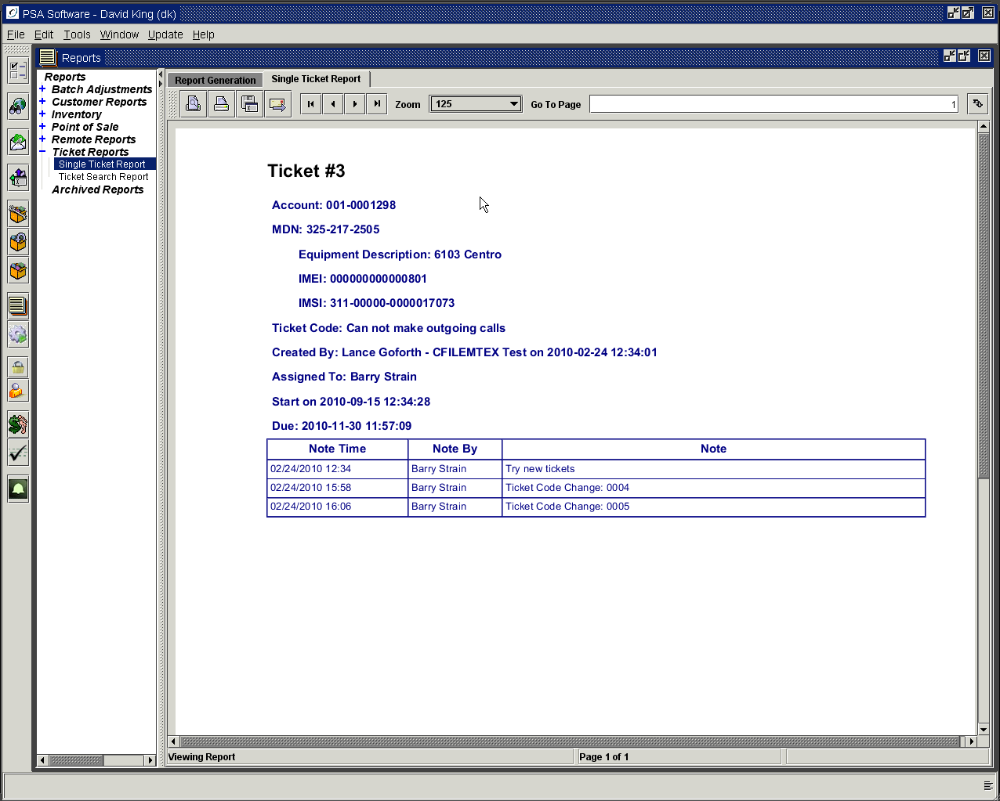 PSA Software - David King (dk)
File Edit Tools Window Update Help
Reports
Reports
Batch Adjustments
Customer Reports
Inventory
Point of Sale
Remote Reports
Ticket Reports
Single Ticket Report
Ticket Search Report
Archived Reports
Report Generation Single Ticket Report
Zoom 125 Go To Page 1
Ticket #3
Account: 001-0001298
MDN: 325-217-2505
Equipment Description: 6103 Centro
IMEI: 000000000000801
IMSI: 311-00000-0000017073
Ticket Code: Can not make outgoing calls
Created By: Lance Goforth - CFILEMTEX Test on 2010-02-24 12:34:01
Assigned To: Barry Strain
Start on 2010-09-15 12:34:28
Due: 2010-11-30 11:57:09
Note Time Note By Note
02/24/2010 12:34 Barry Strain Try new tickets
02/24/2010 15:58 Barry Strain Ticket Code Change: 0004
02/24/2010 16:06 Barry Strain Ticket Code Change: 0005
Viewing Report Page 1 of 1